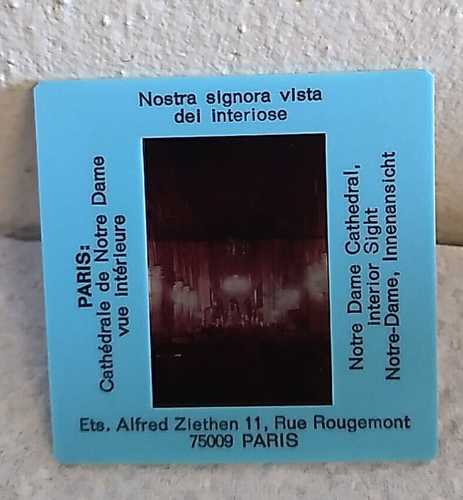 Nostra signora vista
del interiose
PARIS:
Cathédrale de Notre Dame
vue intérieure
Notre Dame Cathedral,
interior Sight
Notre-Dame, Innenansicht
Ets. Alfred Ziethen 11, Rue Rougemont
75009 PARIS